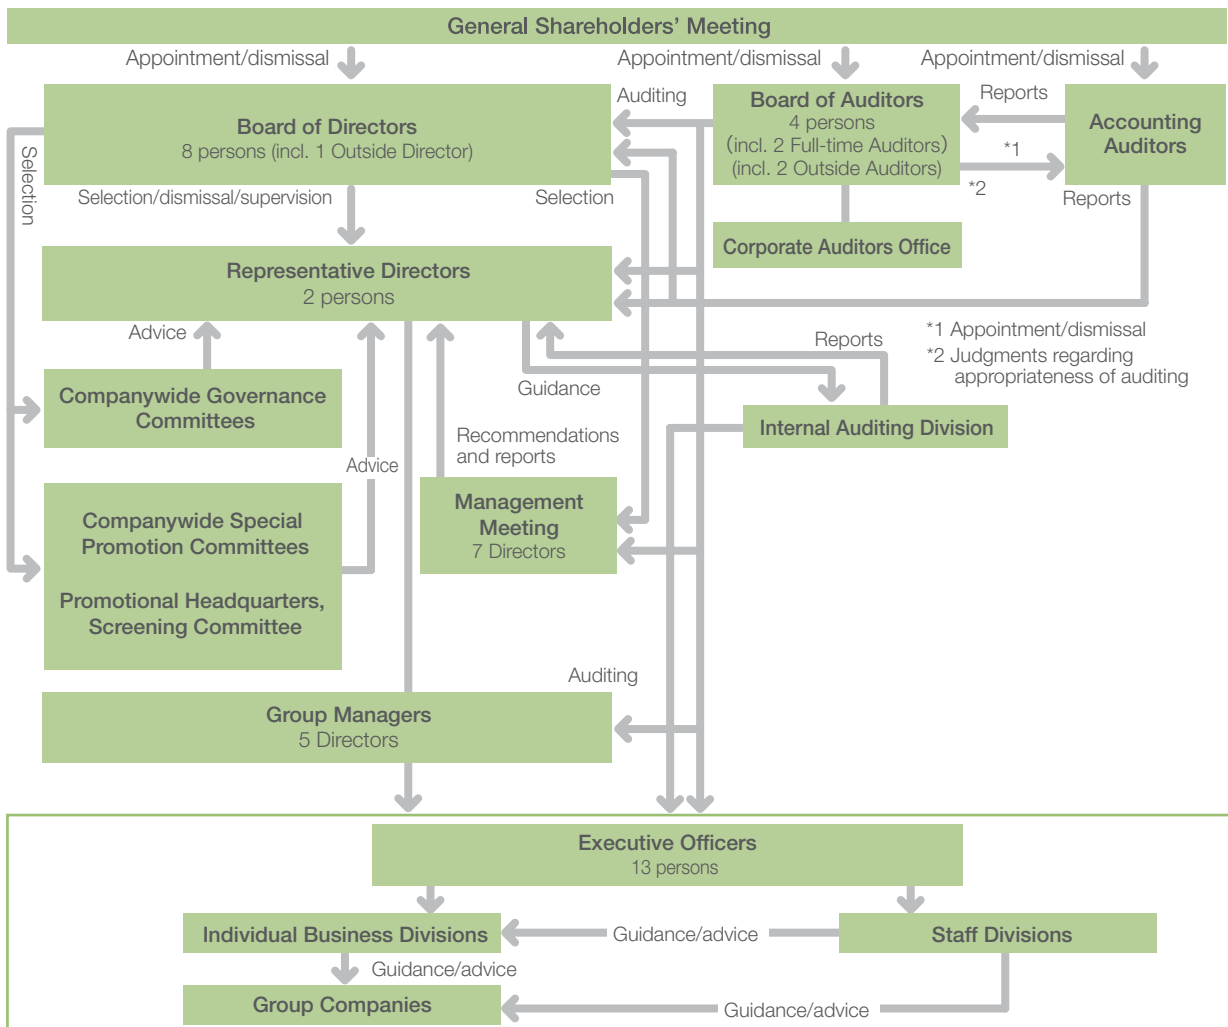 General Shareholders' Meeting
Appointment/dismissal
Appointment/dismissal
Appointment/dismissal
Board of Directors
8 persons (incl. 1 Outside Director)
Auditing
Board of Auditors
4 persons
(incl. 2 Full-time Auditors)
(incl. 2 Outside Auditors)
Reports
*1
*2
Accounting
Auditors
Reports
Selection
Selection/dismissal/supervision
Selection
Corporate Auditors Office
Representative Directors
2 persons
*1 Appointment/dismissal
*2 Judgments regarding
appropriateness of auditing
Advice
Reports
Guidance
Companywide Governance
Committees
Internal Auditing Division
Recommendations
and reports
Advice
Management
Meeting
7 Directors
Companywide Special
Promotion Committees
Promotional Headquarters,
Screening Committee
Auditing
Group Managers
5 Directors
Executive Officers
13 persons
Individual Business Divisions
Guidance/advice
Staff Divisions
Guidance/advice
Group Companies
Guidance/advice